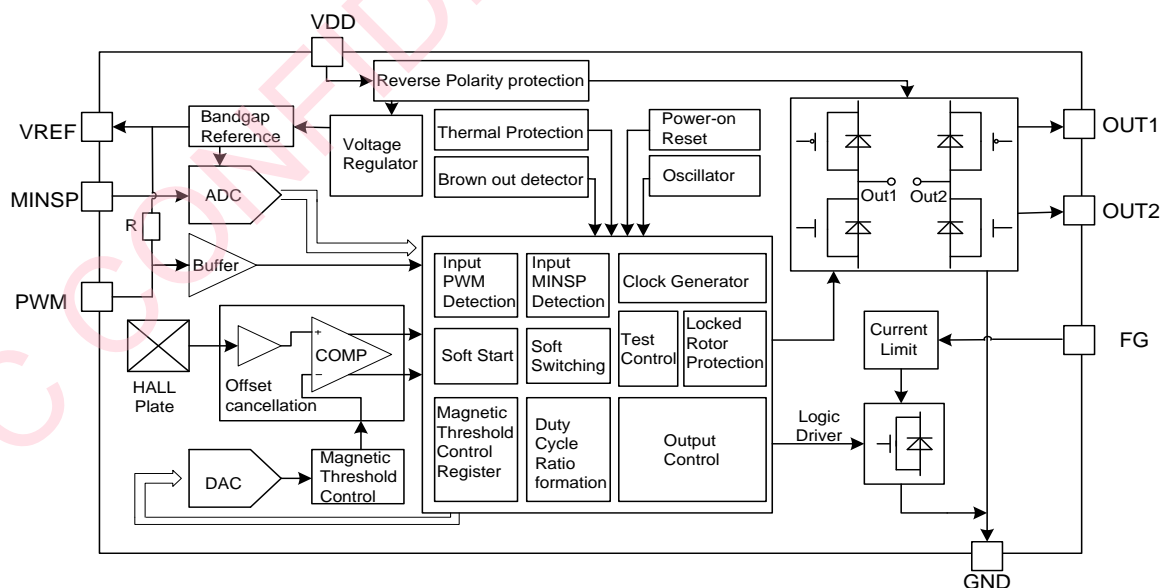 VDD
Reverse Polarity protection
VREF
Bandgap
Reference
Voltage
Regulator
Thermal Protection
Power-on
Reset
OUT1
MINSP
ADC
Brown out detector
Oscillator
Out1
Out2
OUT2
R
Buffer
PWM
Input
PWM
Detection
Input
MINSP
Detection
Clock Generator
HALL
Plate
Offset
cancellation
+
COMP
−
Soft Start
Soft
Switching
Test
Control
Locked
Rotor
Protection
Current
Limit
FG
Magnetic
Threshold
Control
Register
Duty
Cycle
Ratio
formation
Output
Control
Logic
Driver
DAC
Magnetic
Threshold
Control
GND
C CONFID